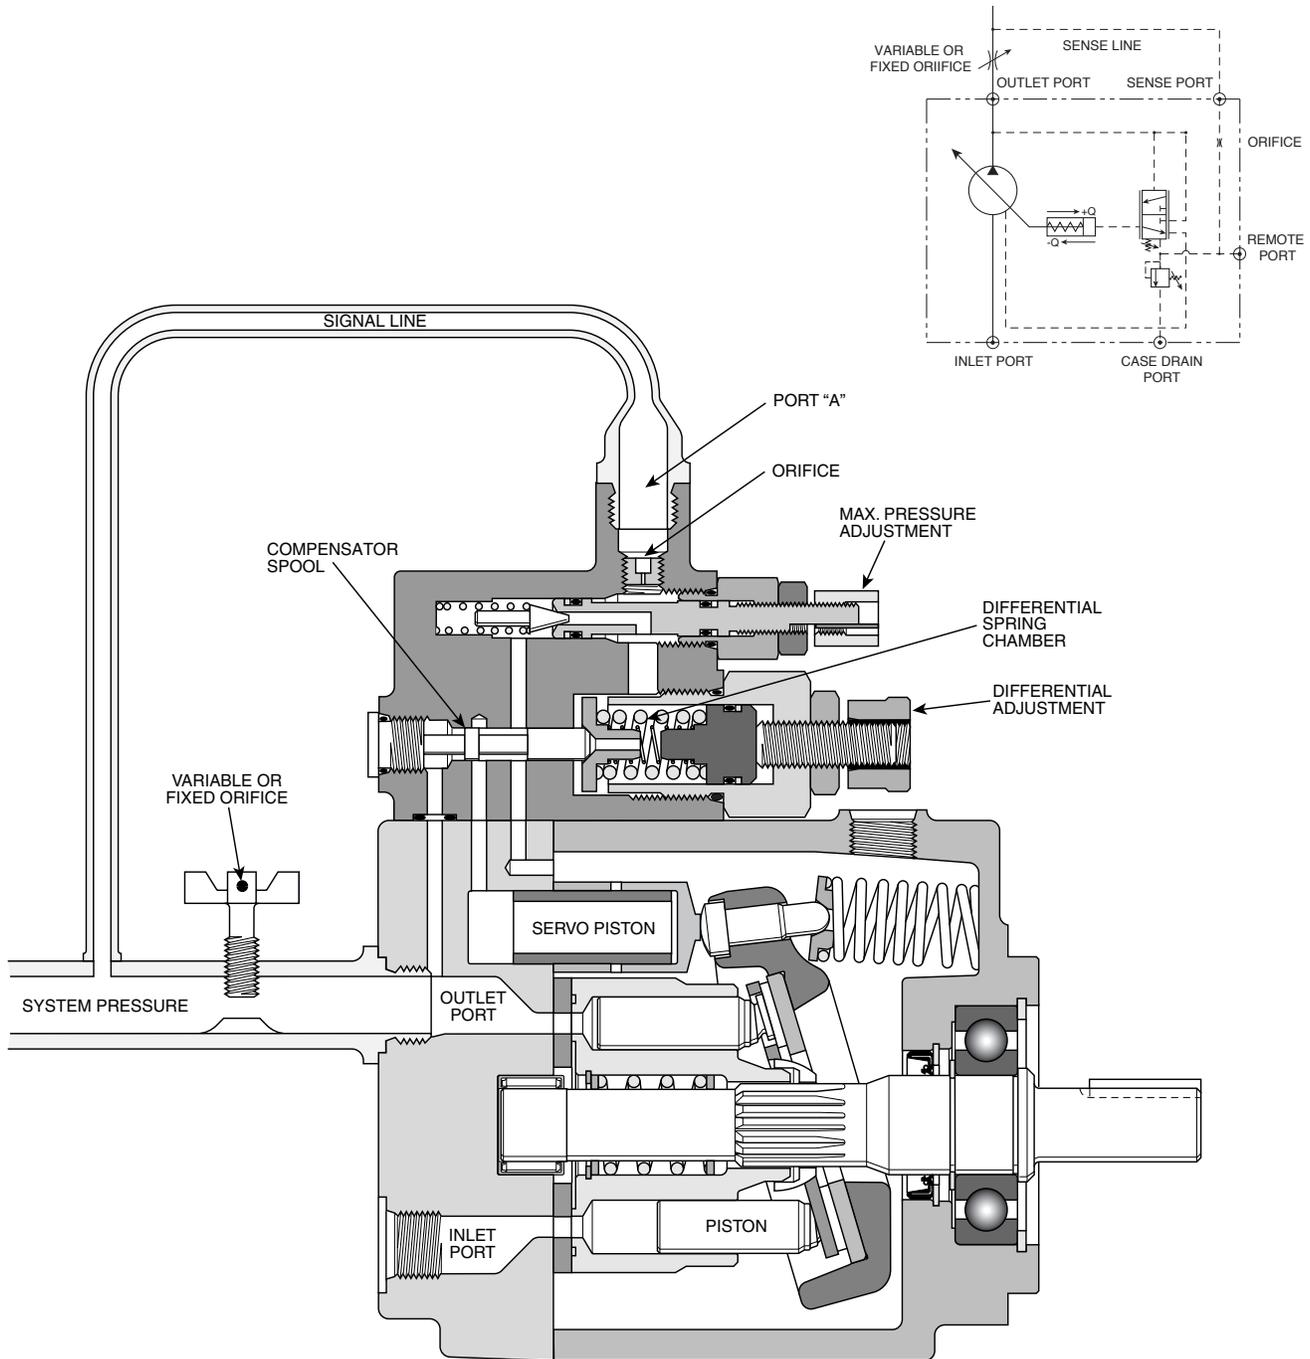 VARIABLE OR
FIXED ORIIFICE
SENSE LINE
OUTLET PORT
SENSE PORT
ORIFICE
+Q
-Q
REMOTE
PORT
INLET PORT
CASE DRAIN
PORT
SIGNAL LINE
PORT “A”
ORIFICE
MAX. PRESSURE
ADJUSTMENT
COMPENSATOR
SPOOL
DIFFERENTIAL
SPRING
CHAMBER
DIFFERENTIAL
ADJUSTMENT
VARIABLE OR
FIXED ORIFICE
SERVO PISTON
SYSTEM PRESSURE
OUTLET
PORT
INLET
PORT
PISTON